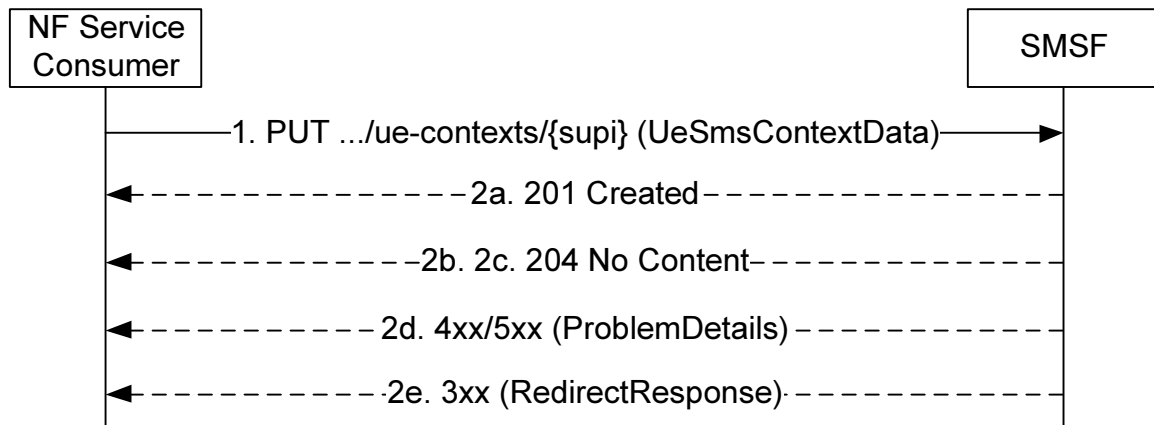 NF Service
Consumer
SMSF
1. PUT .../ue-contexts/{supi} (UeSmsContextData)
2a. 201 Created
2b. 2c. 204 No Content
2d. 4xx/5xx (ProblemDetails)
2e. 3xx (RedirectResponse)